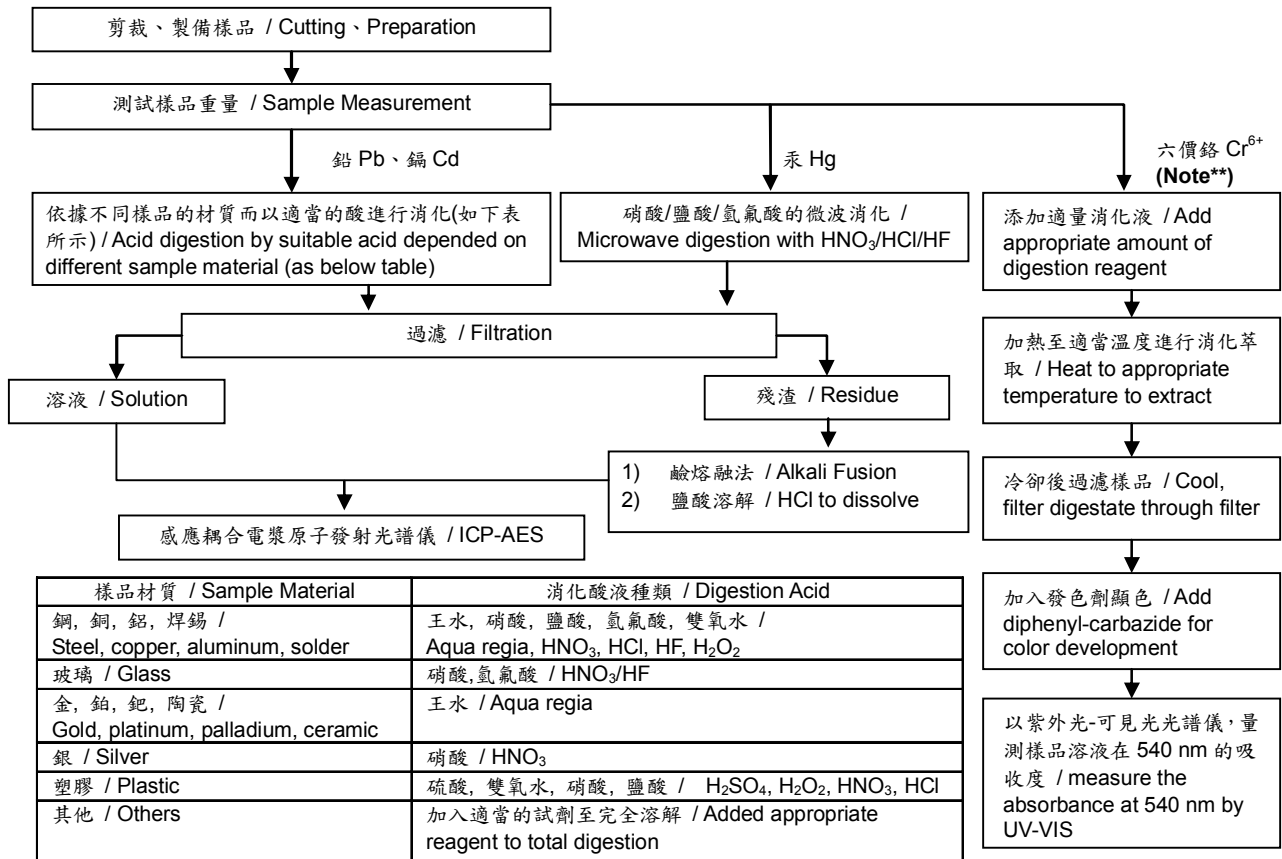 剪裁、製備樣品 / Cutting、Preparation
測試樣品重量 / Sample Measurement
鉛 Pb、鎘 Cd
汞 Hg
六價鉻 Cr⁶⁺
(Note**)
依據不同樣品的材質而以適當的酸進行消化(如下表
所示) / Acid digestion by suitable acid depended on
different sample material (as below table)
硝酸/鹽酸/氫氟酸的微波消化 /
Microwave digestion with HNO₃/HCl/HF
添加適量消化液 / Add
appropriate amount of
digestion reagent
過濾 / Filtration
加熱至適當溫度進行消化萃
取 / Heat to appropriate
temperature to extract
溶液 / Solution
殘渣 / Residue
1) 鹼熔融法 / Alkali Fusion
2) 鹽酸溶解 / HCl to dissolve
冷卻後過濾樣品 / Cool,
filter digestate through filter
感應耦合電漿原子發射光譜儀 / ICP-AES
加入發色劑顯色 / Add
diphenyl-carbazide for
color development
以紫外光-可見光光譜儀，量
測樣品溶液在 540 nm 的吸
收度 / measure the
absorbance at 540 nm by
UV-VIS
樣品材質 / Sample Material
消化酸液種類 / Digestion Acid
鋼, 銅, 鋁, 焊錫 /
Steel, copper, aluminum, solder
王水, 硝酸, 鹽酸, 氫氟酸, 雙氧水 /
Aqua regia, HNO₃, HCl, HF, H₂O₂
玻璃 / Glass
硝酸,氫氟酸 / HNO₃/HF
金, 鉑, 鈀, 陶瓷 /
Gold, platinum, palladium, ceramic
王水 / Aqua regia
銀 / Silver
硝酸 / HNO₃
塑膠 / Plastic
硫酸, 雙氧水, 硝酸, 鹽酸 / H₂SO₄, H₂O₂, HNO₃, HCl
其他 / Others
加入適當的試劑至完全溶解 / Added appropriate
reagent to total digestion